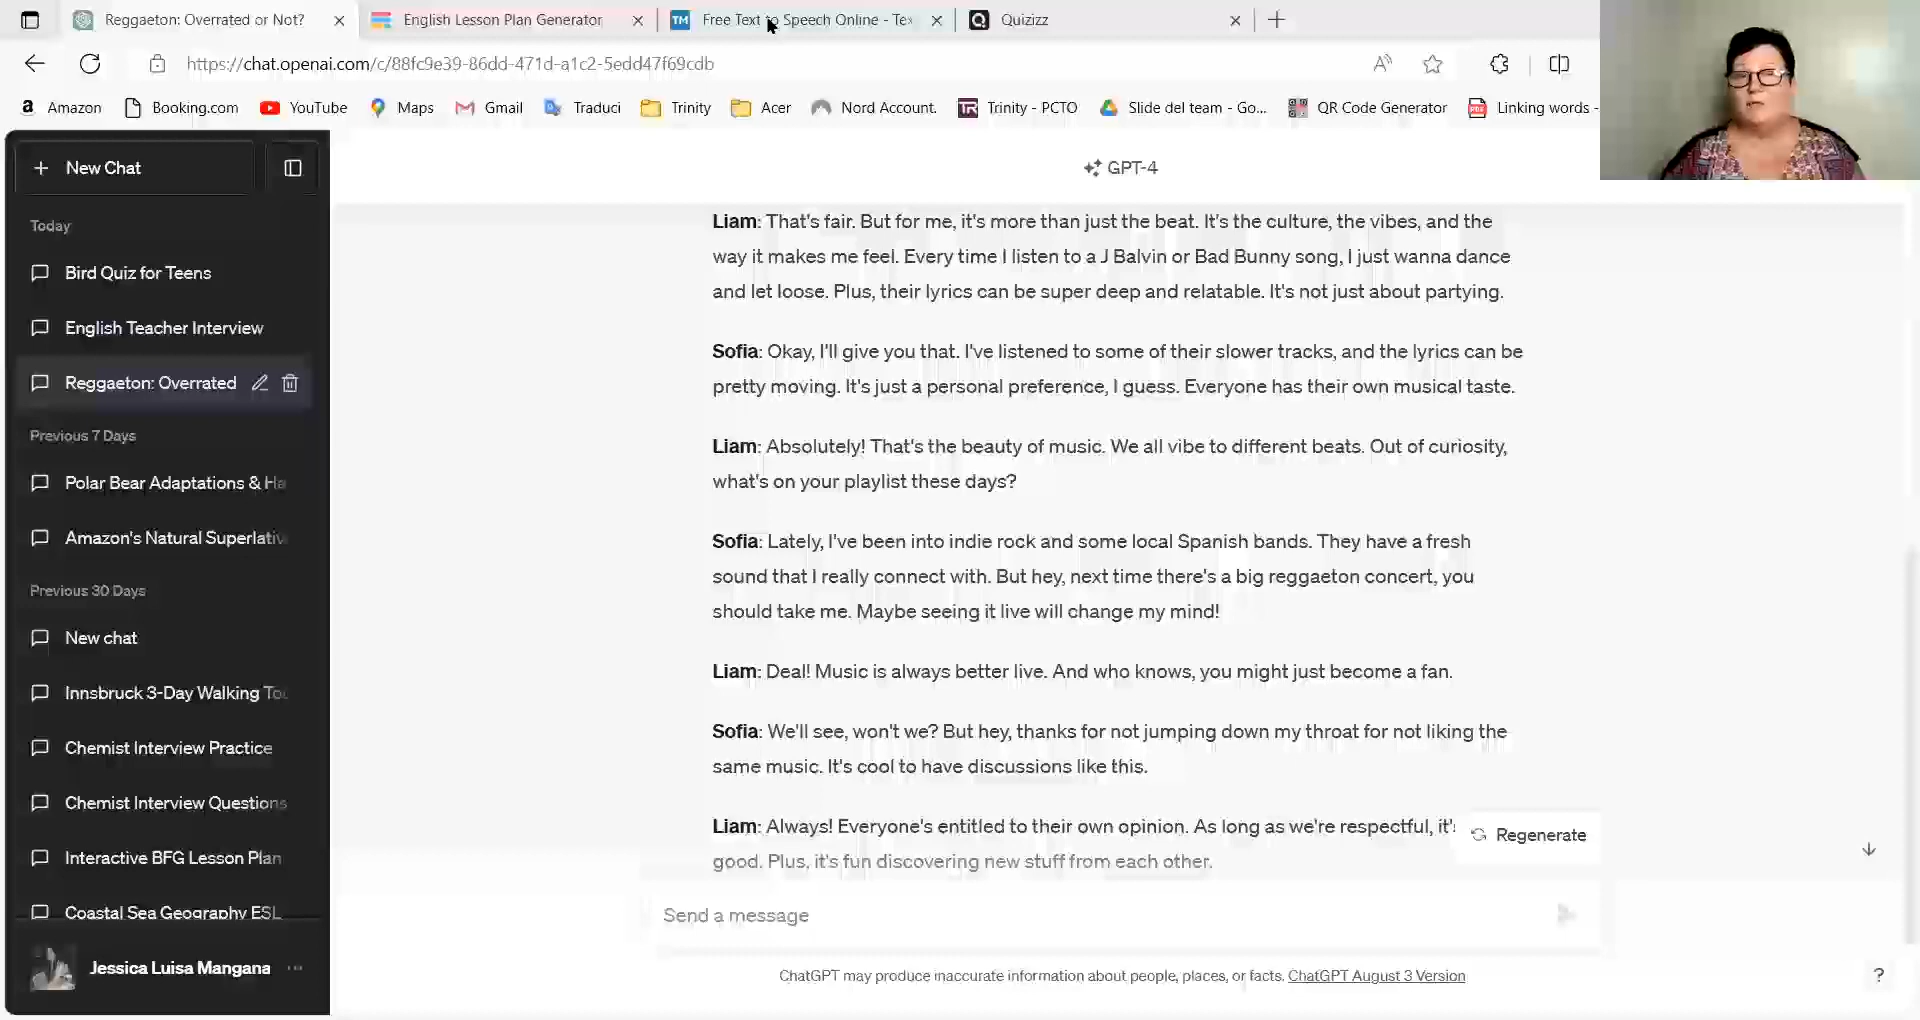 Reggaeton: Overrated or Not?
English Lesson Plan Generator
TM Free Text to Speech Online - Tex
Quizizz
https://chat.openai.com/c/88fc9e39-86dd-471d-a1c2-5edd47f69cdb
Amazon
Booking.com
YouTube
Maps
Gmail
Traduci
Trinity
Acer
Nord Account.
Trinity - PCTO
Slide del team - Go...
QR Code Generator
Linking words -
New Chat
GPT-4
Today
Bird Quiz for Teens
English Teacher Interview
Reggaeton: Overrated
Previous 7 Days
Polar Bear Adaptations & Ha
Amazon's Natural Superlativ
Previous 30 Days
New chat
Innsbruck 3-Day Walking To
Chemist Interview Practice
Chemist Interview Questions
Interactive BFG Lesson Plan
Coastal Sea Geography ESL
Jessica Luisa Mangana
Liam: That's fair. But for me, it's more than just the beat. It's the culture, the vibes, and the
way it makes me feel. Every time I listen to a J Balvin or Bad Bunny song, I just wanna dance
and let loose. Plus, their lyrics can be super deep and relatable. It's not just about partying.
Sofia: Okay, I'll give you that. I've listened to some of their slower tracks, and the lyrics can be
pretty moving. It's just a personal preference, I guess. Everyone has their own musical taste.
Liam: Absolutely! That's the beauty of music. We all vibe to different beats. Out of curiosity,
what's on your playlist these days?
Sofia: Lately, I've been into indie rock and some local Spanish bands. They have a fresh
sound that I really connect with. But hey, next time there's a big reggaeton concert, you
should take me. Maybe seeing it live will change my mind!
Liam: Deal! Music is always better live. And who knows, you might just become a fan.
Sofia: We'll see, won't we? But hey, thanks for not jumping down my throat for not liking the
same music. It's cool to have discussions like this.
Liam: Always! Everyone's entitled to their own opinion. As long as we're respectful, it's
good. Plus, it's fun discovering new stuff from each other.
Regenerate
Send a message
ChatGPT may produce inaccurate information about people, places, or facts. ChatGPT August 3 Version
?